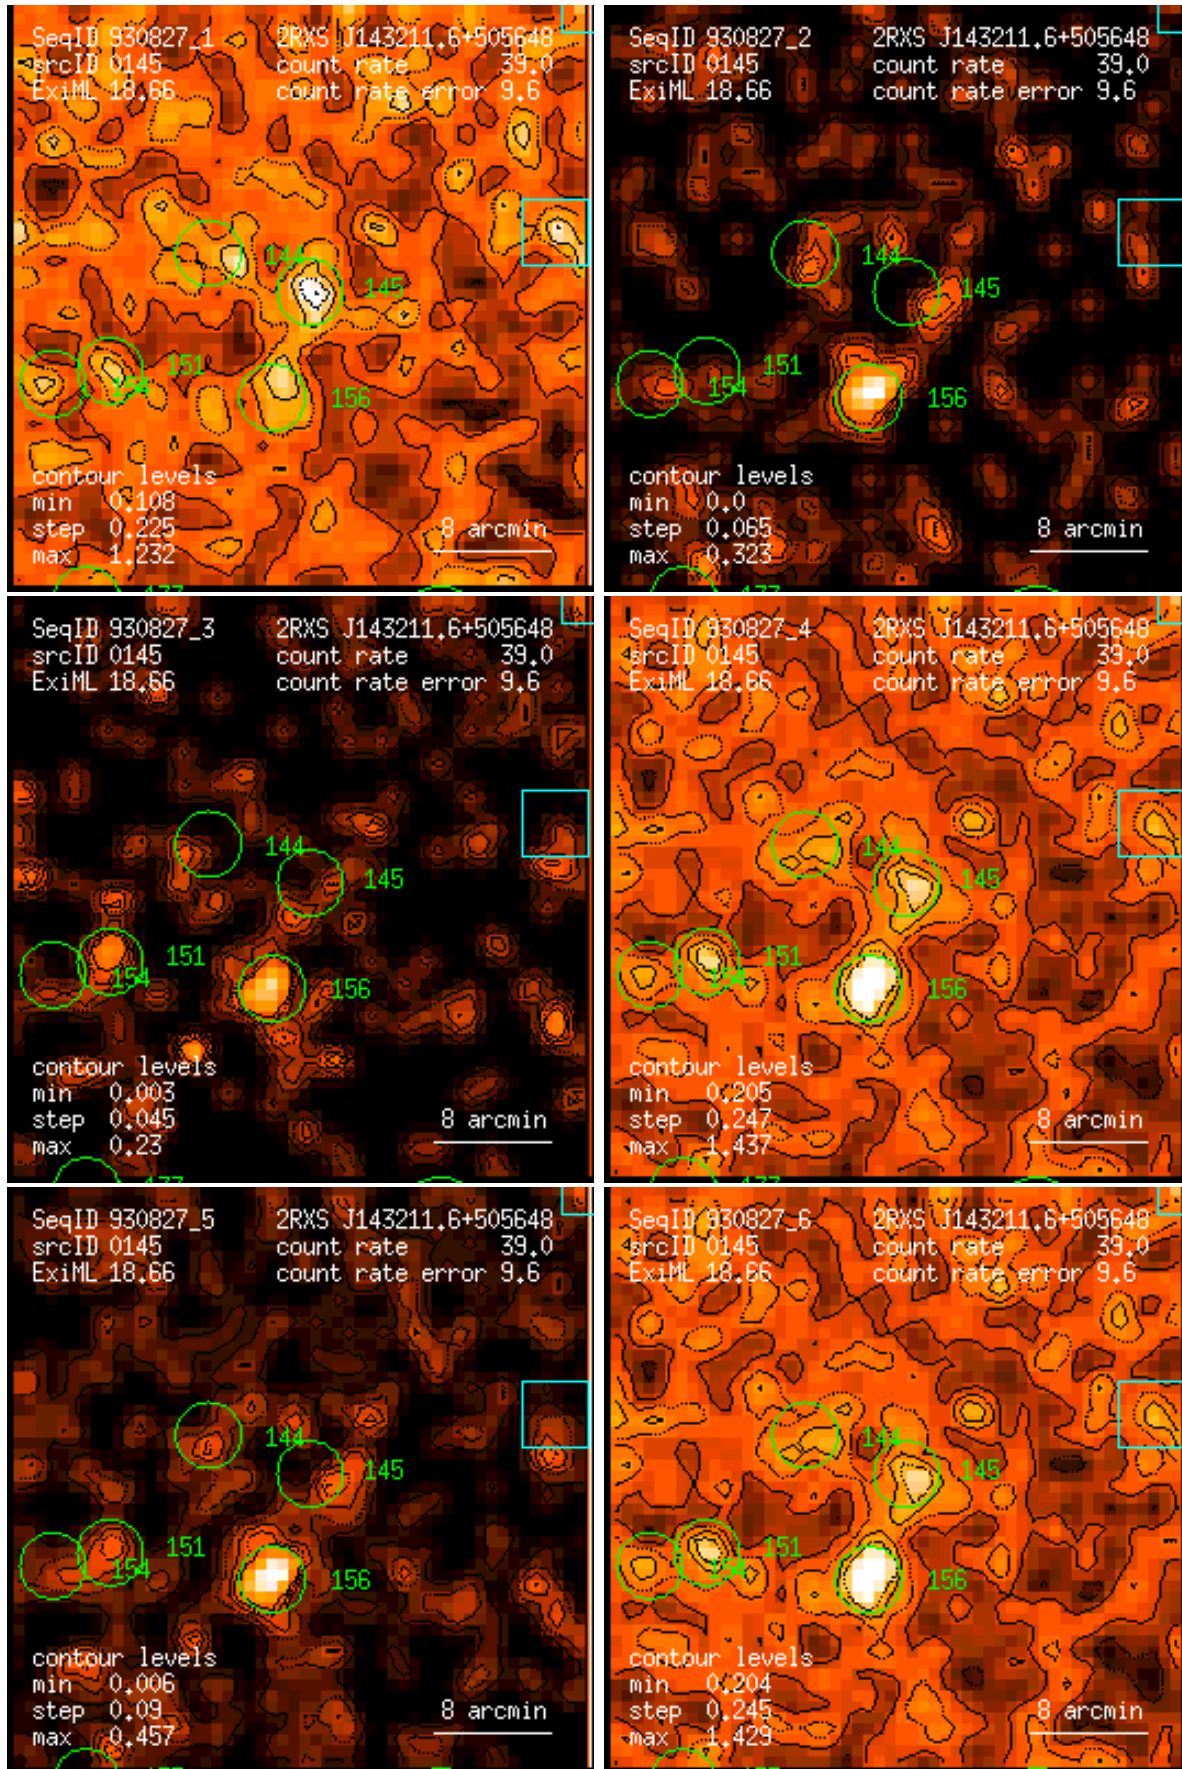 SeqID 930827_1 2RXS J143211.6+505648
srcID 0145 count rate 39.0
ExiML 18.66 count rate error 9.6
144
145
151
154
156
contour levels
min 0.108
step 0.225
max 1.232
8 arcmin
177
SeqID 930827_2 2RXS J143211.6+505648
srcID 0145 count rate 39.0
ExiML 18.66 count rate error 9.6
144
145
151
154
156
contour levels
min 0.0
step 0.065
max 0.323
8 arcmin
177
SeqID 930827_3 2RXS J143211.6+505648
srcID 0145 count rate 39.0
ExiML 18.66 count rate error 9.6
144
145
151
154
156
contour levels
min 0.003
step 0.045
max 0.23
8 arcmin
177
SeqID 930827_4 2RXS J143211.6+505648
srcID 0145 count rate 39.0
ExiML 18.66 count rate error 9.6
144
145
151
154
156
contour levels
min 0.205
step 0.247
max 1.437
8 arcmin
177
SeqID 930827_5 2RXS J143211.6+505648
srcID 0145 count rate 39.0
ExiML 18.66 count rate error 9.6
144
145
151
154
156
contour levels
min 0.006
step 0.09
max 0.457
8 arcmin
SeqID 930827_6 2RXS J143211.6+505648
srcID 0145 count rate 39.0
ExiML 18.66 count rate error 9.6
144
145
151
154
156
contour levels
min 0.204
step 0.245
max 1.429
8 arcmin